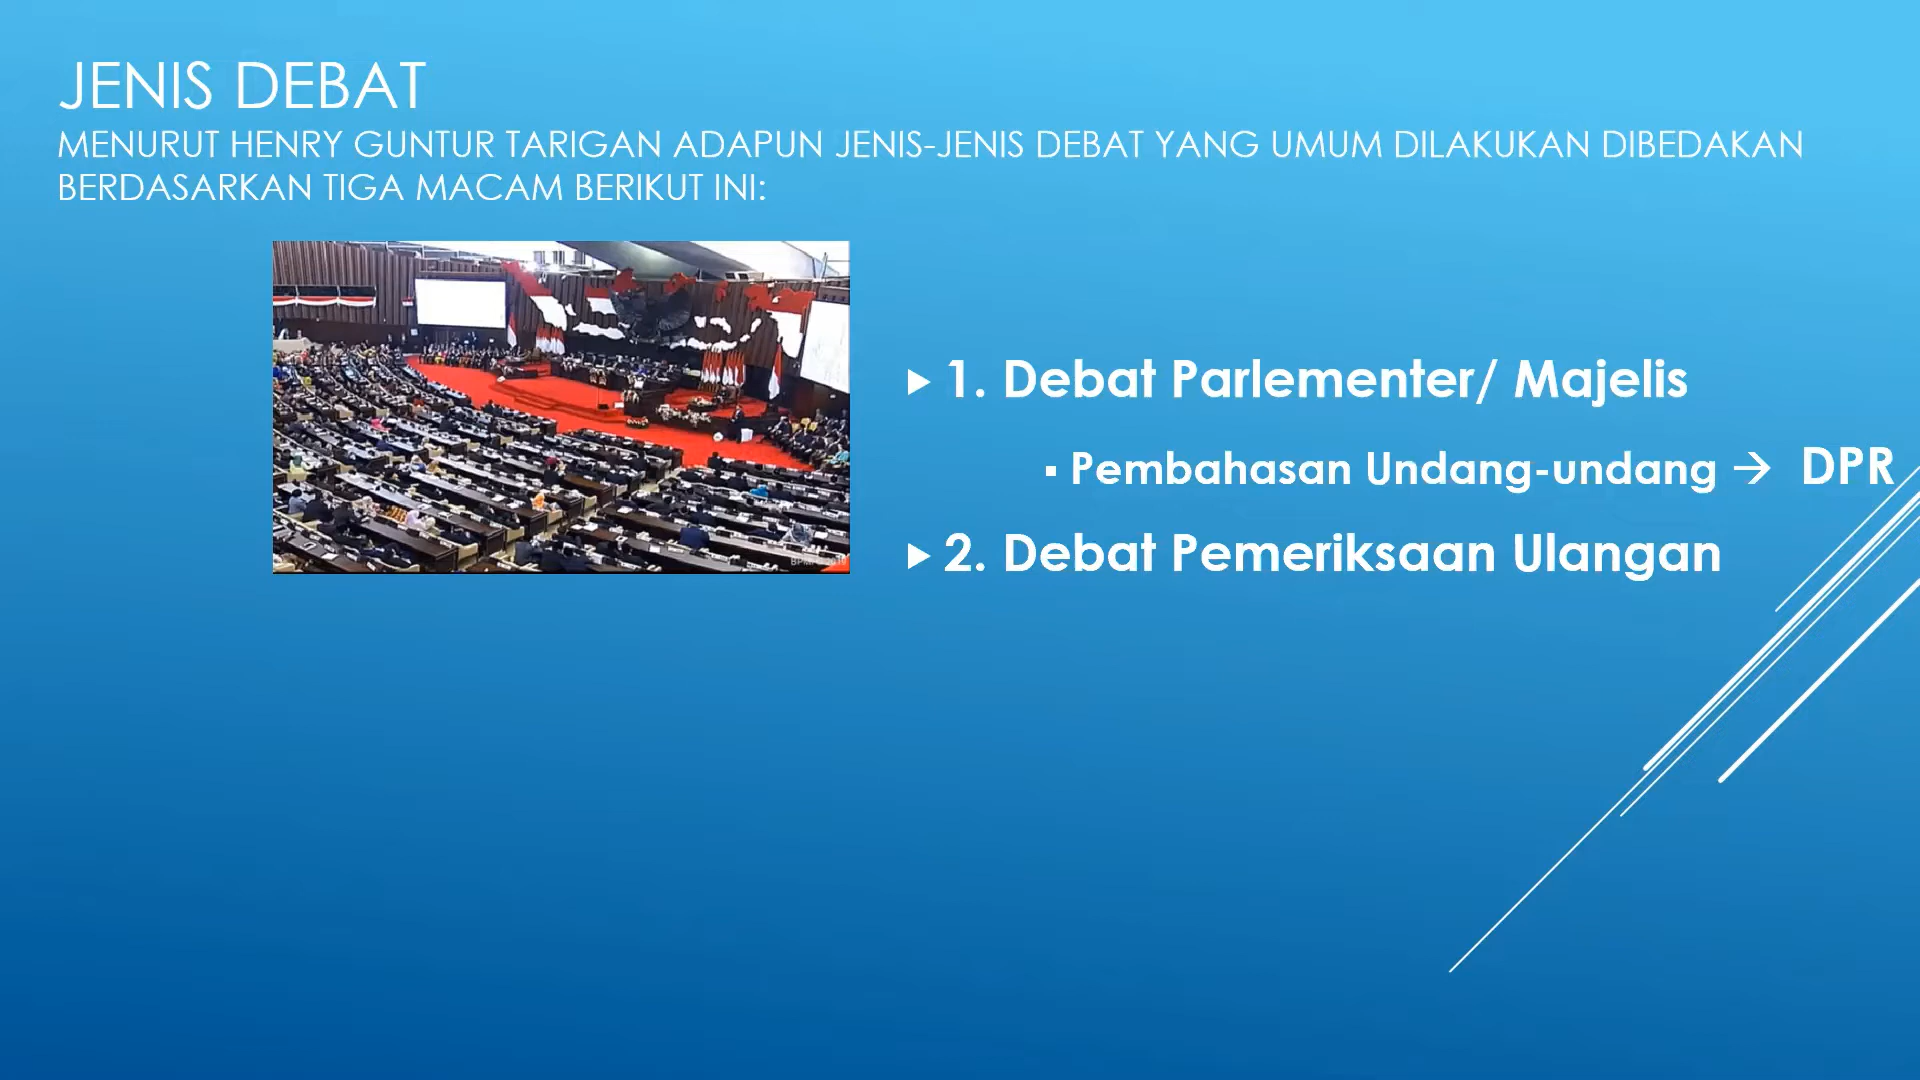 JENIS DEBAT
MENURUT HENRY GUNTUR TARIGAN ADAPUN JENIS-JENIS DEBAT YANG UMUM DILAKUKAN DIBEDAKAN
BERDASARKAN TIGA MACAM BERIKUT INI:
1. Debat Parlementer/ Majelis
▪ Pembahasan Undang-undang → DPR
2. Debat Pemeriksaan Ulangan